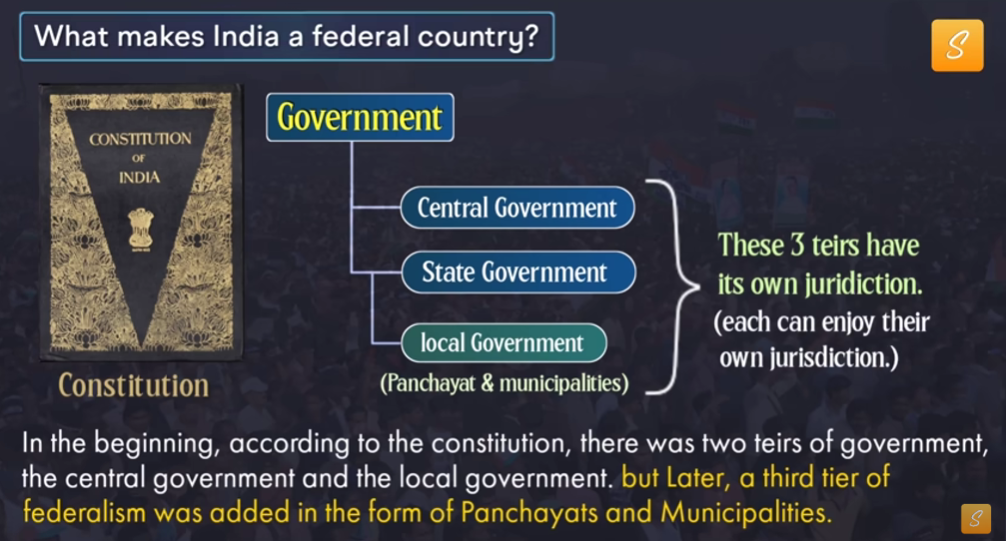 What makes India a federal country?
S
CONSTITUTION
OF
INDIA
Constitution
Government
Central Government
State Government
local Government
(Panchayat & municipalities)
These 3 teirs have
its own juridiction.
(each can enjoy their
own jurisdiction.)
In the beginning, according to the constitution, there was two teirs of government,
the central government and the local government. but Later, a third tier of
federalism was added in the form of Panchayats and Municipalities.
S